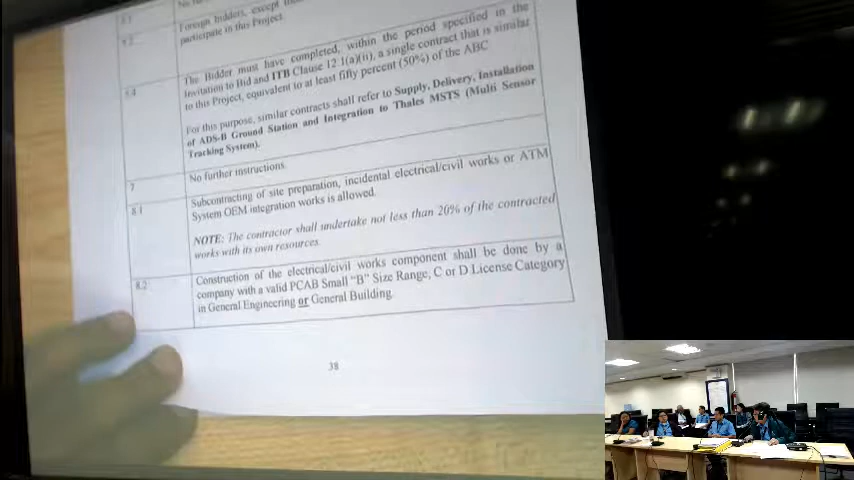 Foreign bidders, except
participate in this Project.
5.4
The Bidder must have completed, within the period specified in the
Invitation to Bid and ITB Clause 12.1(a)(ii), a single contract that is similar
to this Project, equivalent to at least fifty percent (50%) of the ABC
For this purpose, similar contracts shall refer to Supply, Delivery, Installation
of ADS-B Ground Station and Integration to Thales MSTS (Multi Sensor
Tracking System).
7
No further instructions.
8.1
Subcontracting of site preparation, incidental electrical/civil works or ATM
System OEM integration works is allowed.
NOTE: The contractor shall undertake not less than 20% of the contracted
works with its own resources.
8.2
Construction of the electrical/civil works component shall be done by a
company with a valid PCAB Small "B" Size Range, C or D License Category
in General Engineering or General Building.
38